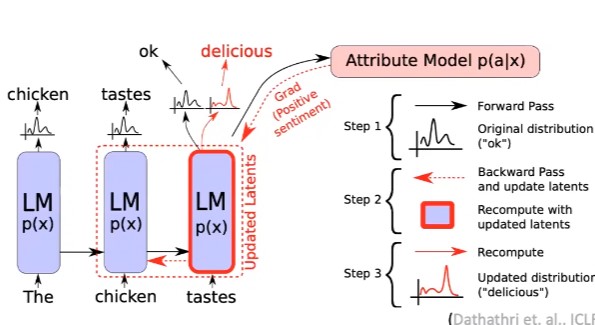 ok
delicious
Attribute Model p(a|x)
chicken
tastes
Grad
(Positive
sentiment)
LM
p(x)
LM
p(x)
LM
p(x)
Updated Latents
The
chicken
tastes
Step 1
Forward Pass
Original distribution
("ok")
Step 2
Backward Pass
and update latents
Recompute with
updated latents
Step 3
Recompute
Updated distribution
("delicious")
(Dathathri et. al., ICLR